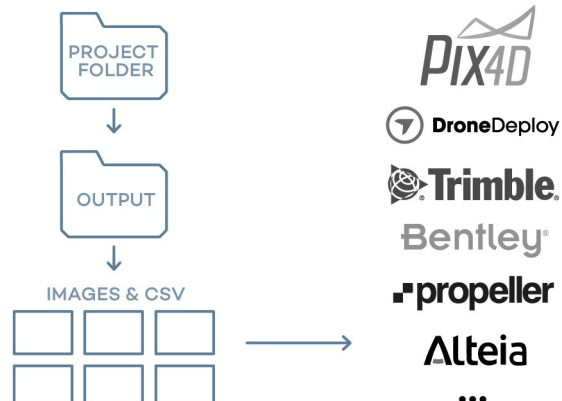 PROJECT
FOLDER
OUTPUT
IMAGES & CSV
PIX4D
DroneDeploy
Trimble.
Bentley®
propeller
Alteia